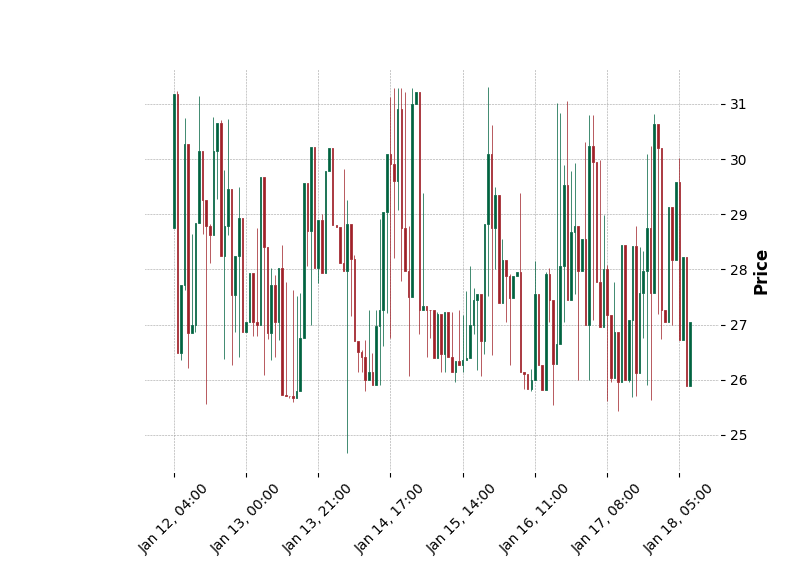 31
30
29
28
27
26
25
Price
Jan 12, 04:00
Jan 13, 00:00
Jan 13, 21:00
Jan 14, 17:00
Jan 15, 14:00
Jan 16, 11:00
Jan 17, 08:00
Jan 18, 05:00